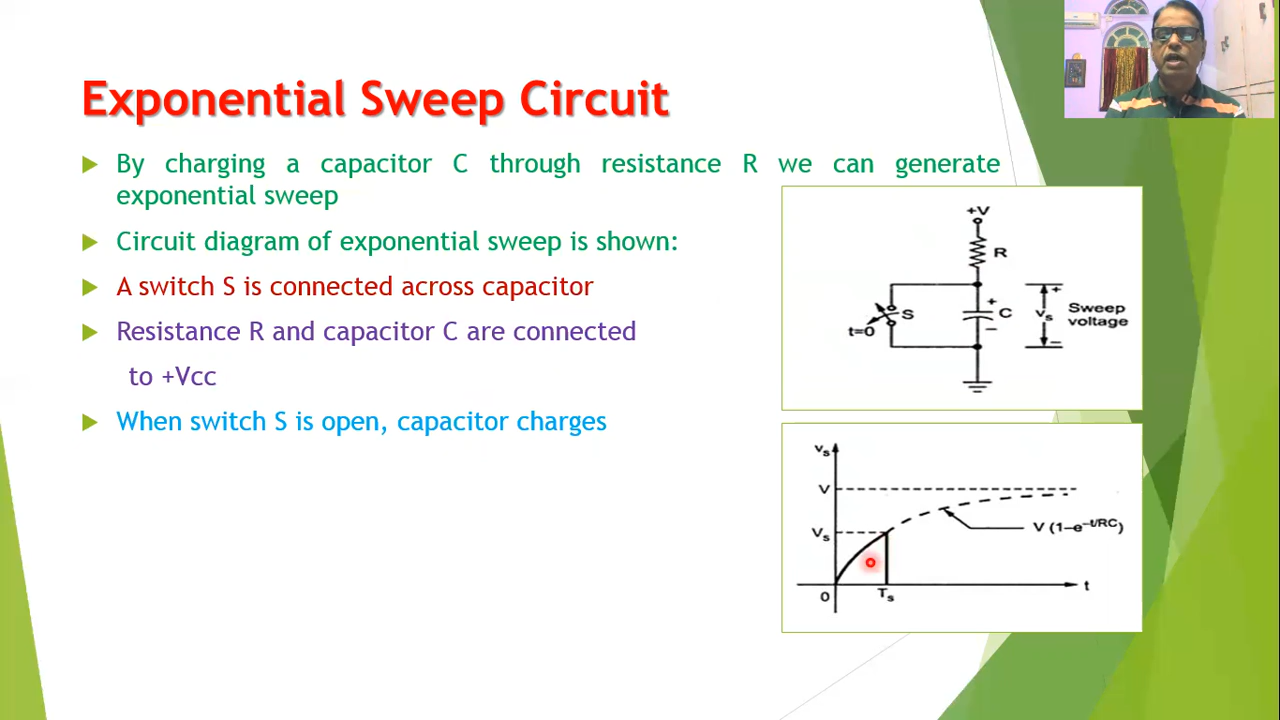 Exponential Sweep Circuit
By charging a capacitor C through resistance R we can generate
exponential sweep
Circuit diagram of exponential sweep is shown:
A switch S is connected across capacitor
Resistance R and capacitor C are connected
to +Vcc
When switch S is open, capacitor charges
+V
R
S
t=0
+
C
–
+
vs
–
Sweep
voltage
vs
V
Vs
V (1–e–t/RC)
0
Ts
t